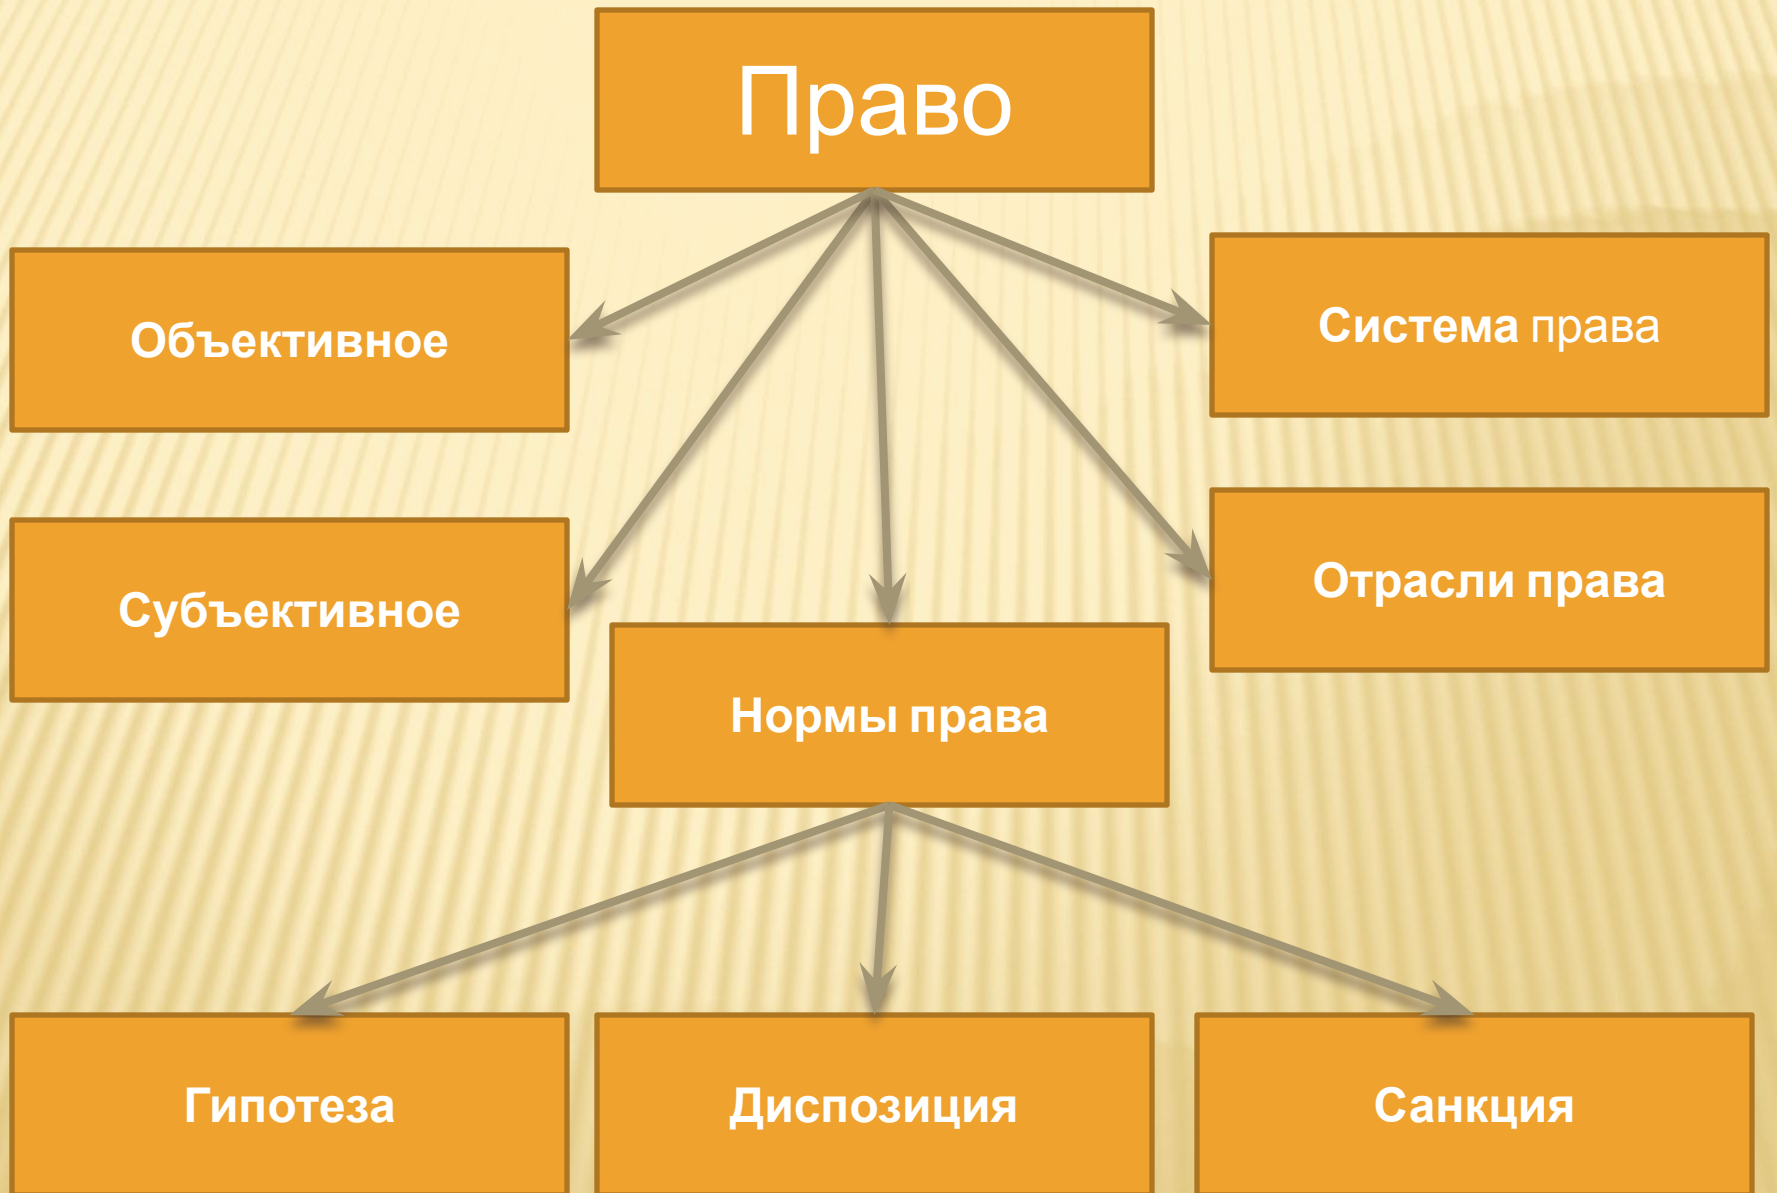 Право
Объективное
Система права
Субъективное
Отрасли права
Нормы права
Гипотеза
Диспозиция
Санкция